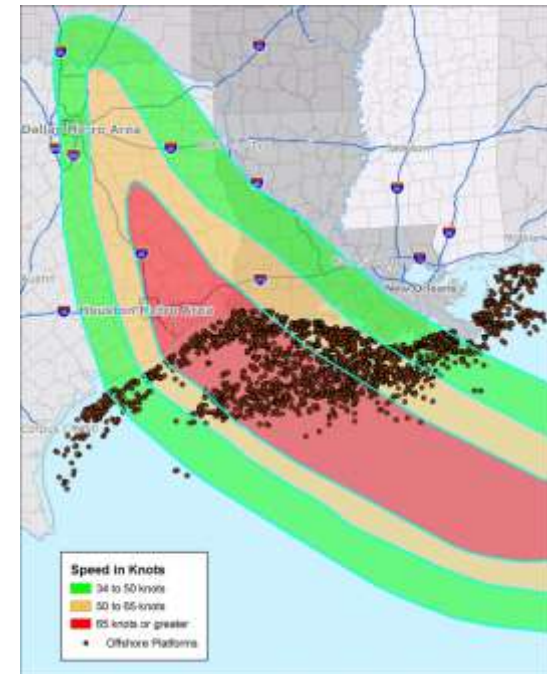 Dallas Metro Area
Austin
New Orleans
Houston Metro Area
Speed in Knots
34 to 50 knots
50 to 65 knots
65 knots or greater
Offshore Platforms